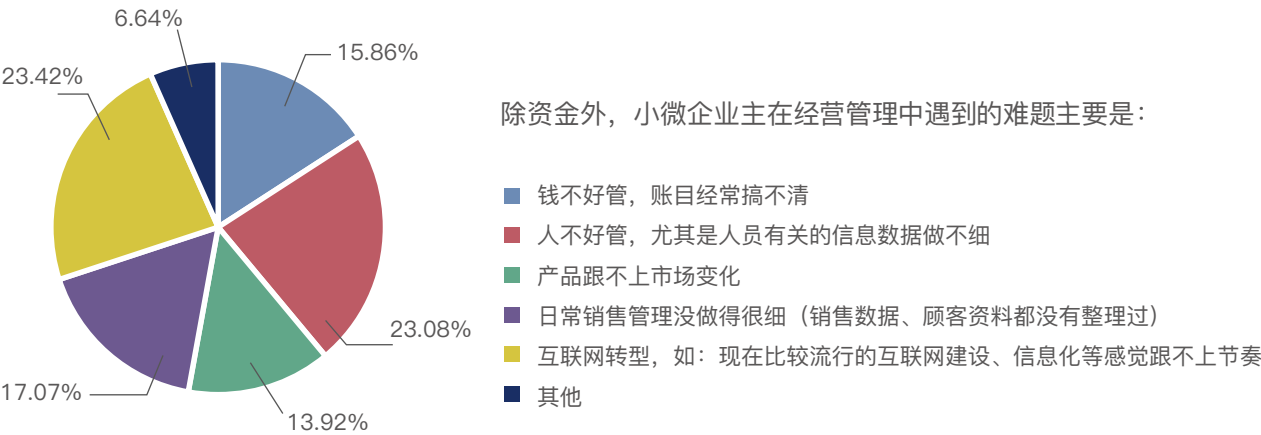 6.64%
15.86%
23.42%
23.08%
17.07%
13.92%
除资金外，小微企业主在经营管理中遇到的难题主要是：
钱不好管，账目经常搞不清
人不好管，尤其是人员有关的信息数据做不细
产品跟不上市场变化
日常销售管理没做得很细（销售数据、顾客资料都没有整理过）
互联网转型，如：现在比较流行的互联网建设、信息化等感觉跟不上节奏
其他